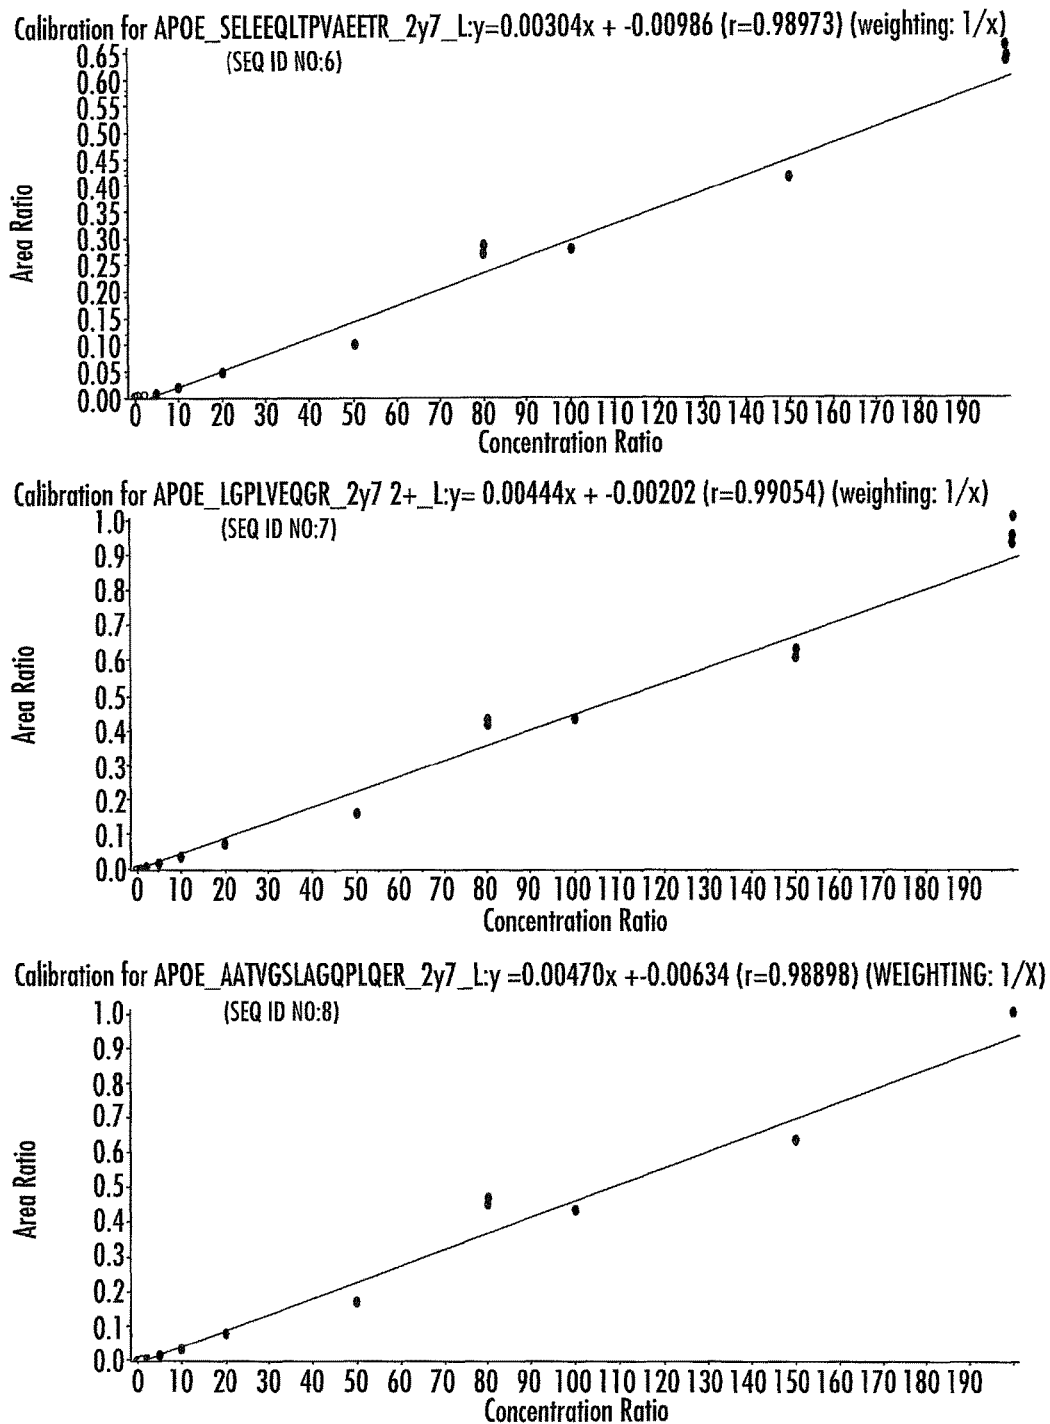 Calibration for APOE_SELEEQLTPVAEETR_2y7_L:y=0.00304x + -0.00986 (r=0.98973) (weighting: 1/x)
(SEQ ID NO:6)
0.65
0.60
0.55
0.50
0.45
0.40
0.35
0.30
0.25
0.20
0.15
0.10
0.05
0.00
Area Ratio
0 10 20 30 40 50 60 70 80 90 100 110 120 130 140 150 160 170 180 190
Concentration Ratio
Calibration for APOE_LGPLVEQGR_2y7 2+_L:y= 0.00444x + -0.00202 (r=0.99054) (weighting: 1/x)
(SEQ ID NO:7)
1.0
0.9
0.8
0.7
0.6
0.5
0.4
0.3
0.2
0.1
0.0
Area Ratio
0 10 20 30 40 50 60 70 80 90 100 110 120 130 140 150 160 170 180 190
Concentration Ratio
Calibration for APOE_AATVGSLAGQPLQER_2y7_L:y =0.00470x +-0.00634 (r=0.98898) (WEIGHTING: 1/X)
(SEQ ID NO:8)
1.0
0.9
0.8
0.7
0.6
0.5
0.4
0.3
0.2
0.1
0.0
Area Ratio
0 10 20 30 40 50 60 70 80 90 100 110 120 130 140 150 160 170 180 190
Concentration Ratio